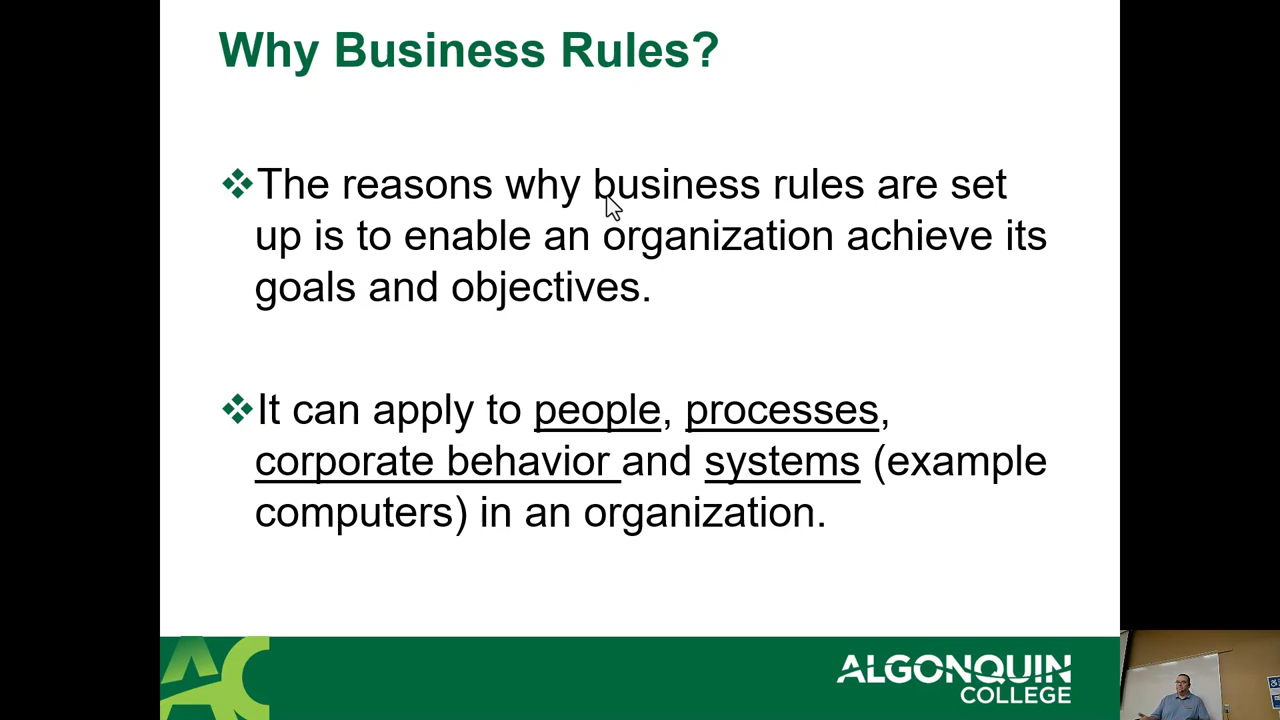 Why Business Rules?
The reasons why business rules are set
up is to enable an organization achieve its
goals and objectives.
It can apply to people, processes,
corporate behavior and systems (example
computers) in an organization.
AC
ALGONQUIN
COLLEGE